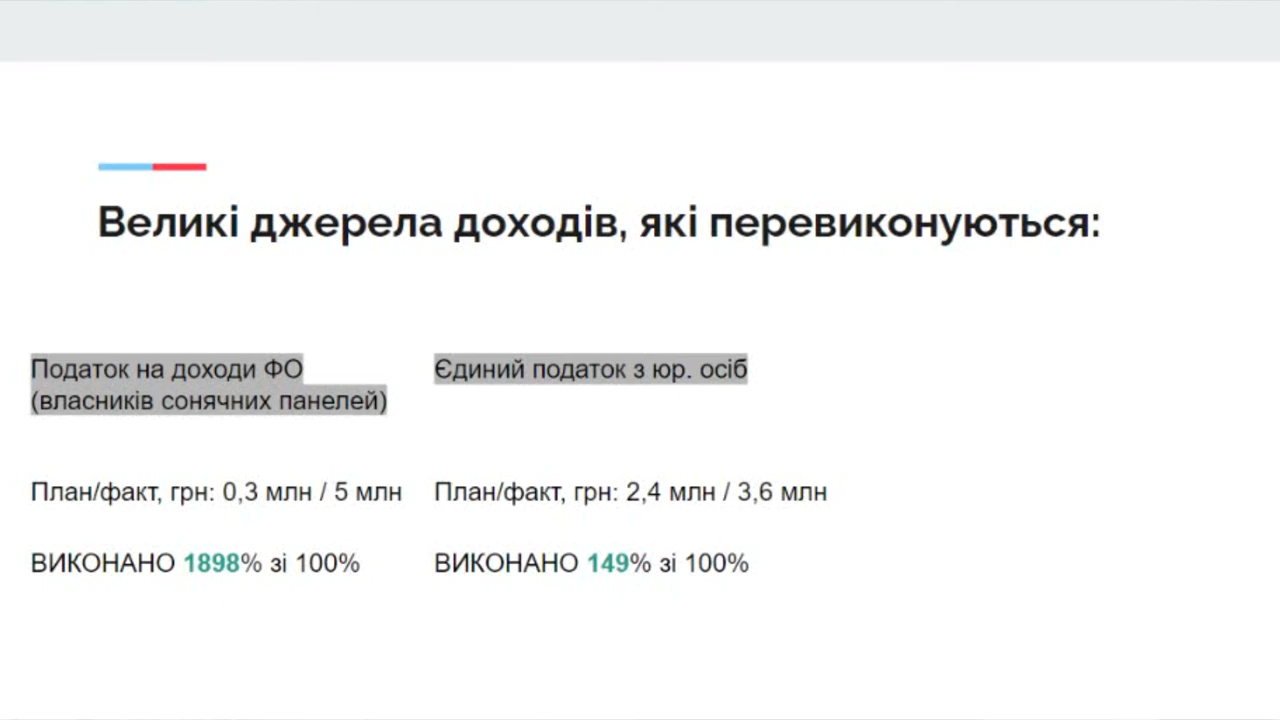 Великі джерела доходів, які перевиконуються:
Податок на доходи ФО
(власників сонячних панелей)
План/факт, грн: 0,3 млн / 5 млн
ВИКОНАНО 1898% зі 100%
Єдиний податок з юр. осіб
План/факт, грн: 2,4 млн / 3,6 млн
ВИКОНАНО 149% зі 100%